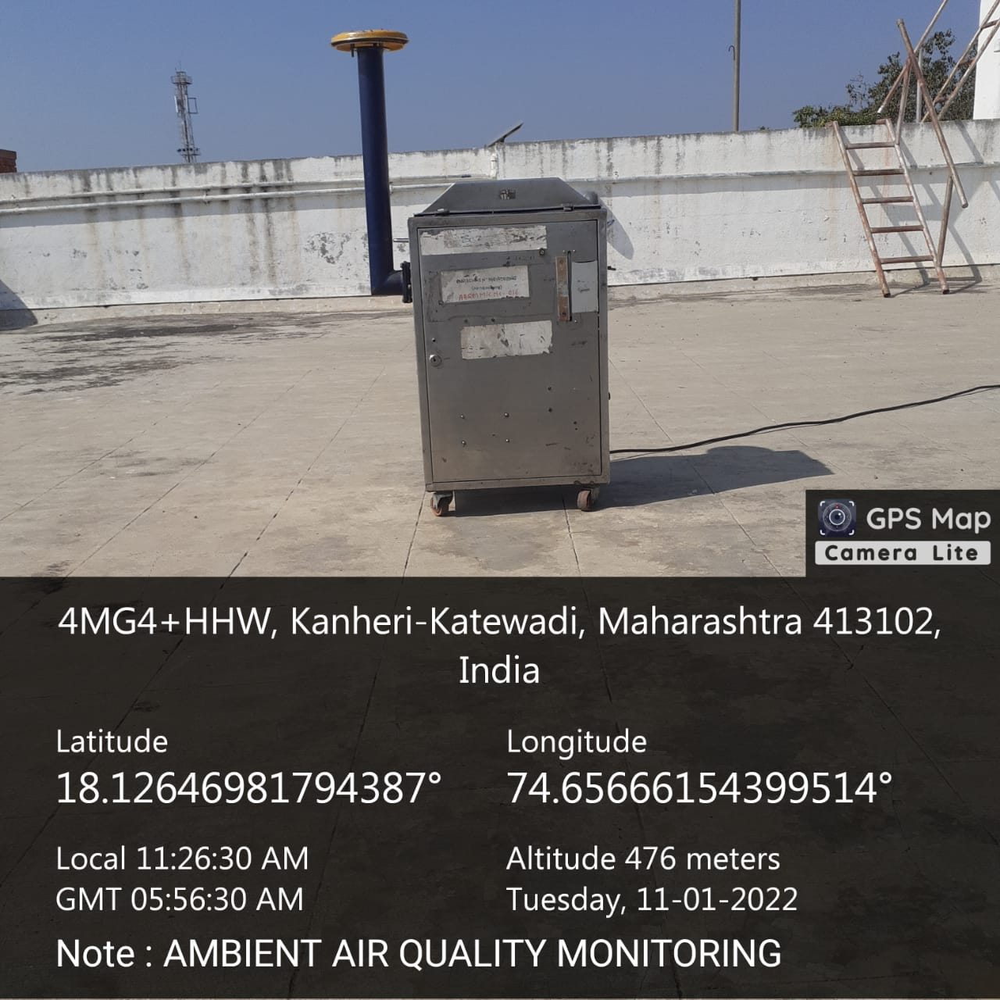 GPS Map
Camera Lite
4MG4+HHW, Kanheri-Katewadi, Maharashtra 413102,
India
Latitude
18.12646981794387°
Longitude
74.65666154399514°
Local 11:26:30 AM
GMT 05:56:30 AM
Altitude 476 meters
Tuesday, 11-01-2022
Note : AMBIENT AIR QUALITY MONITORING